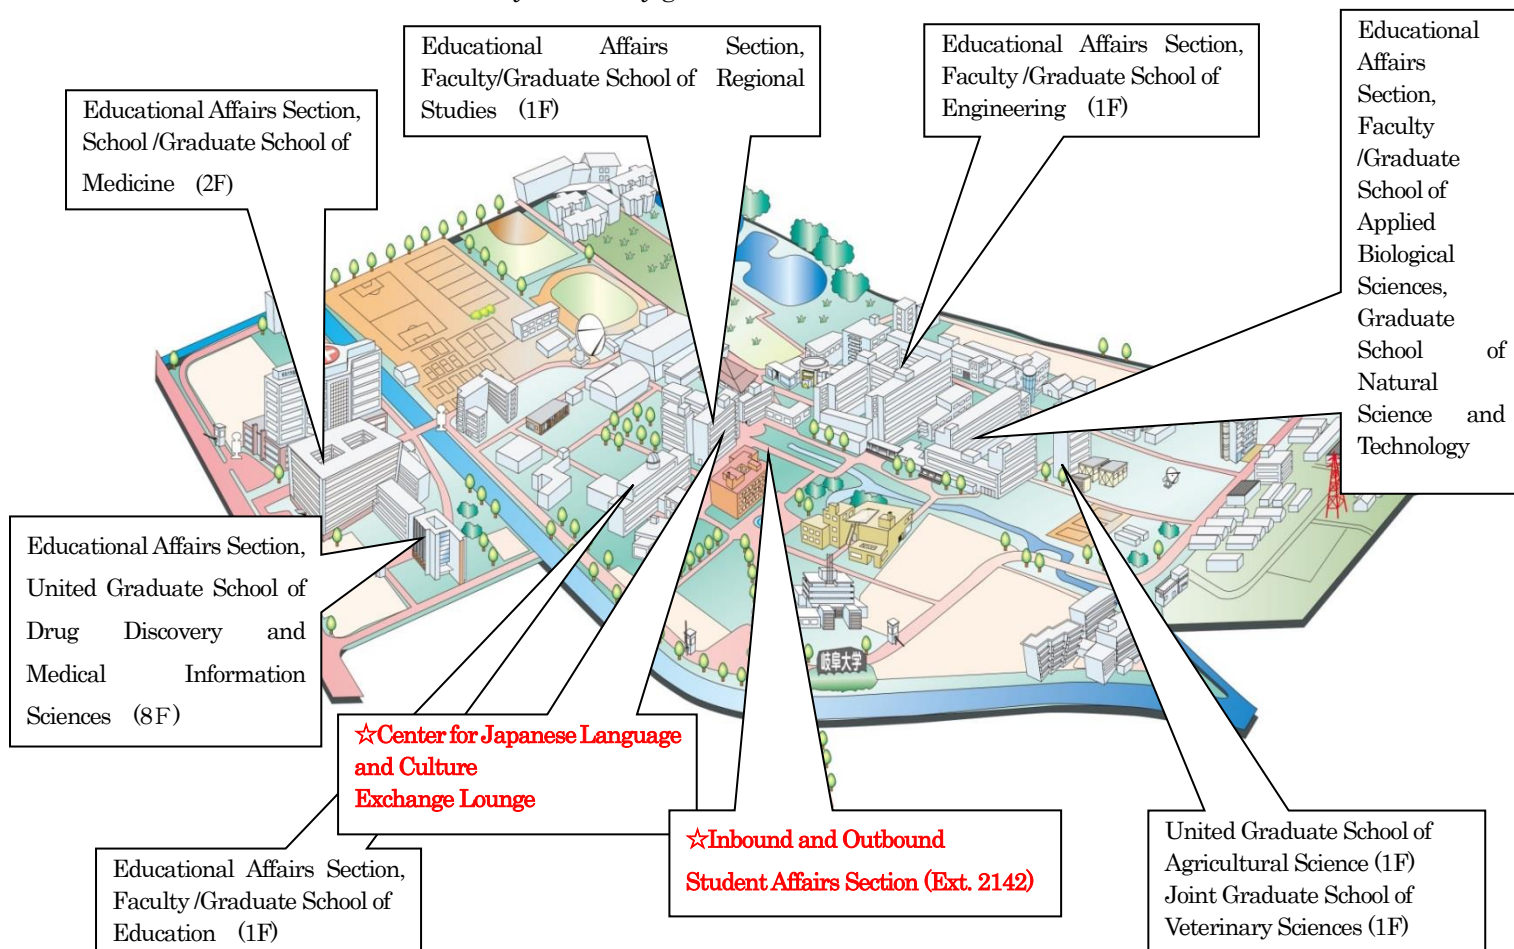 Educational Affairs Section,
Faculty/Graduate School of Regional
Studies (1F)
Educational Affairs Section,
Faculty /Graduate School of
Engineering (1F)
Educational
Affairs
Section,
Faculty
/Graduate
School of
Applied
Biological
Sciences,
Graduate
School of
Natural
Science and
Technology
Educational Affairs Section,
School /Graduate School of
Medicine (2F)
Educational Affairs Section,
United Graduate School of
Drug Discovery and
Medical Information
Sciences (8F)
岐阜大学
☆Center for Japanese Language
and Culture
Exchange Lounge
☆Inbound and Outbound
Student Affairs Section (Ext. 2142)
United Graduate School of
Agricultural Science (1F)
Joint Graduate School of
Veterinary Sciences (1F)
Educational Affairs Section,
Faculty /Graduate School of
Education (1F)